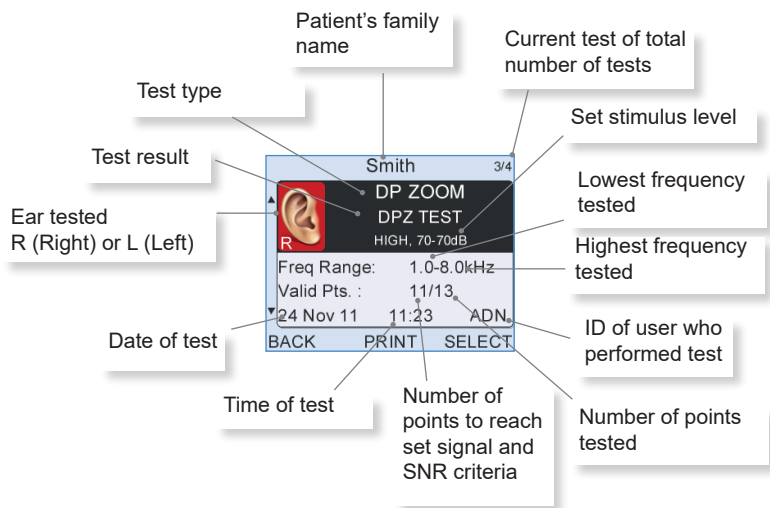 Patient's family
name
Current test of total
number of tests
Test type
Set stimulus level
Test result
Lowest frequency
tested
Ear tested
R (Right) or L (Left)
Highest frequency
tested
Smith 3/4
DP ZOOM
DPZ TEST
HIGH, 70-70dB
R
Freq Range: 1.0-8.0kHz
Valid Pts. : 11/13
24 Nov 11 11:23 ADN
BACK PRINT SELECT
Date of test
ID of user who
performed test
Time of test
Number of
points to reach
set signal and
SNR criteria
Number of points
tested